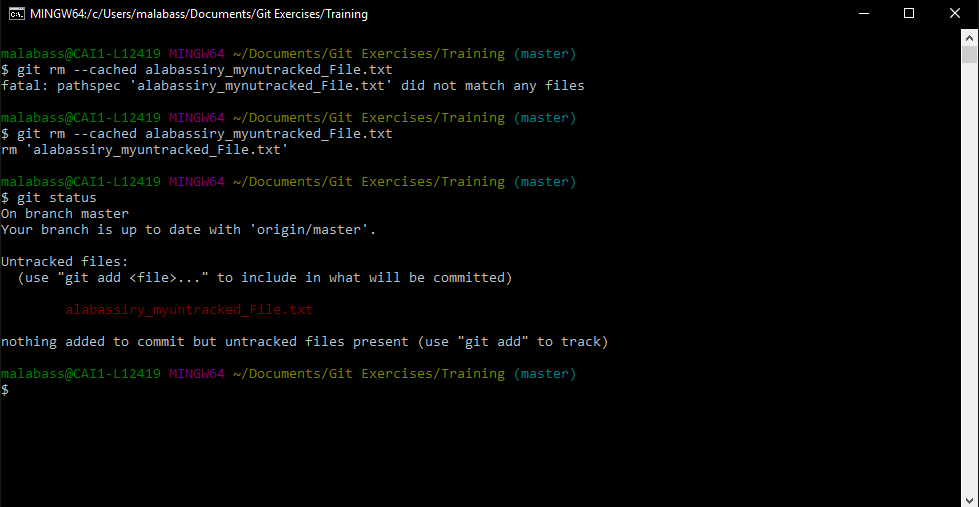 MINGW64:/c/Users/malabass/Documents/Git Exercises/Training
malabass@CAI1-L12419 MINGW64 ~/Documents/Git Exercises/Training (master)
$ git rm --cached alabassiry_mynutracked_File.txt
fatal: pathspec 'alabassiry_mynutracked_File.txt' did not match any files
malabass@CAI1-L12419 MINGW64 ~/Documents/Git Exercises/Training (master)
$ git rm --cached alabassiry_myuntracked_File.txt
rm 'alabassiry_myuntracked_File.txt'
malabass@CAI1-L12419 MINGW64 ~/Documents/Git Exercises/Training (master)
$ git status
On branch master
Your branch is up to date with 'origin/master'.
Untracked files:
  (use "git add <file>..." to include in what will be committed)
        alabassiry_myuntracked_File.txt
nothing added to commit but untracked files present (use "git add" to track)
malabass@CAI1-L12419 MINGW64 ~/Documents/Git Exercises/Training (master)
$